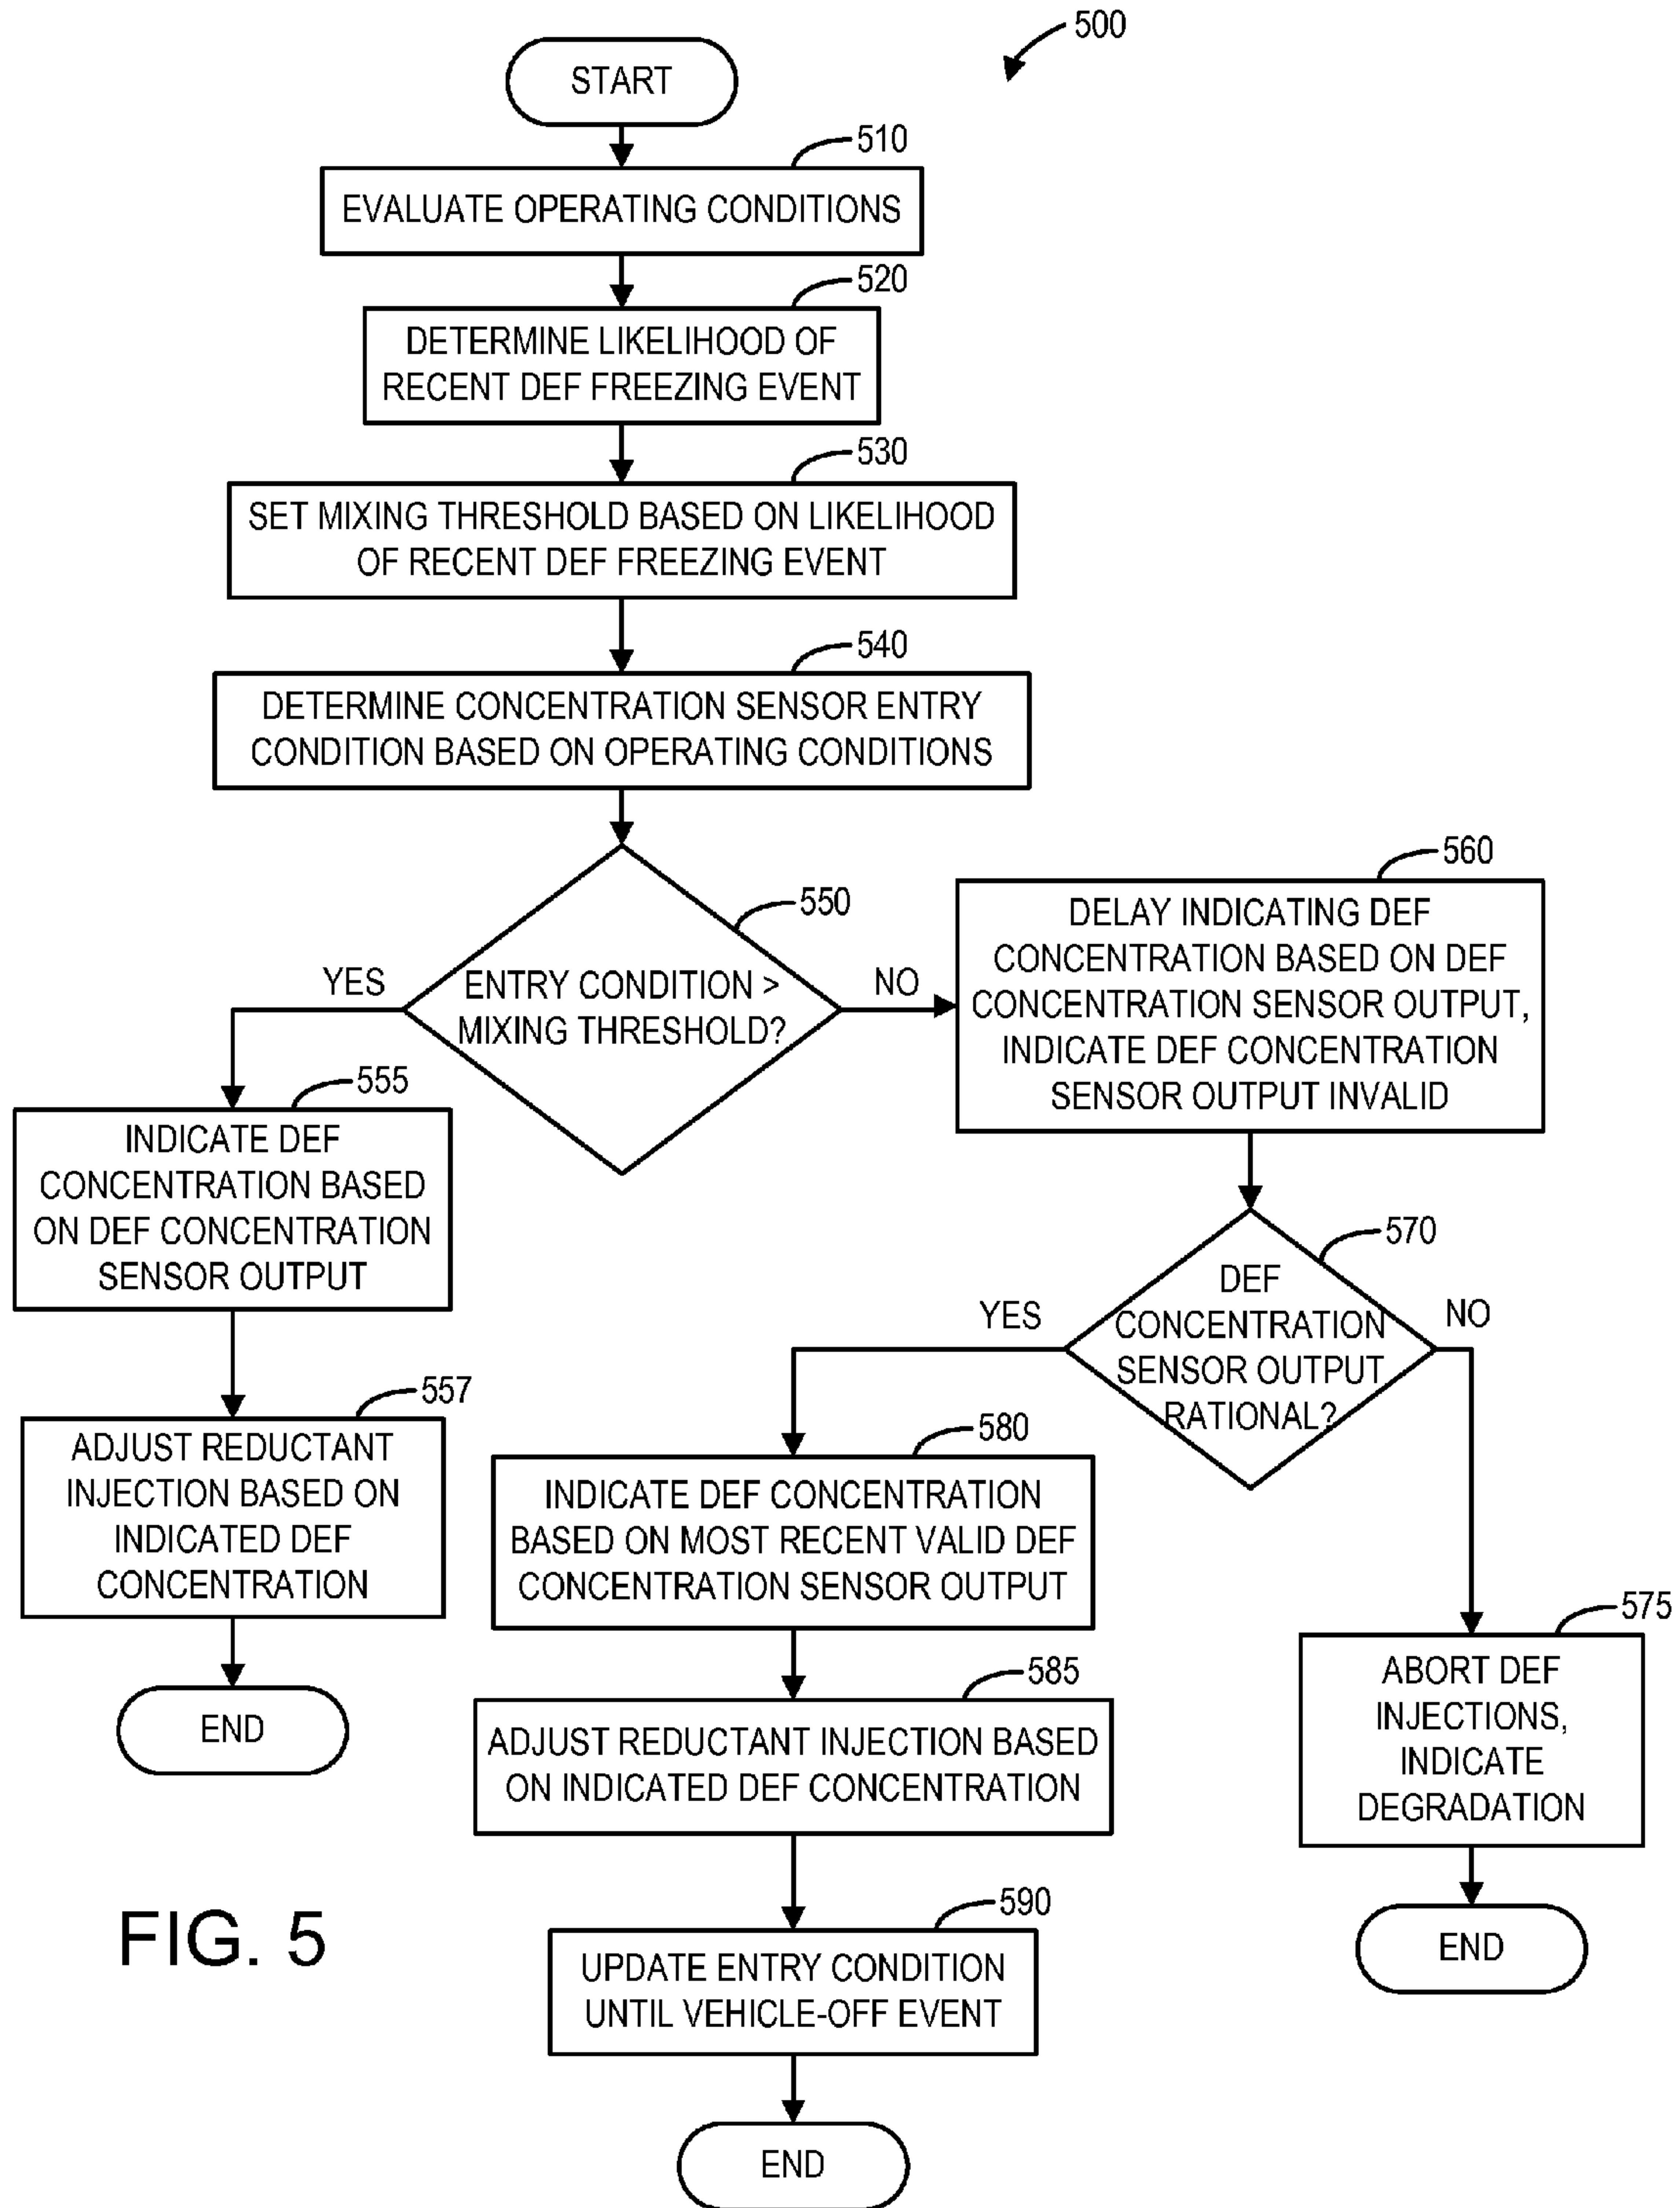 500
START
510
EVALUATE OPERATING CONDITIONS
520
DETERMINE LIKELIHOOD OF
RECENT DEF FREEZING EVENT
530
SET MIXING THRESHOLD BASED ON LIKELIHOOD
OF RECENT DEF FREEZING EVENT
540
DETERMINE CONCENTRATION SENSOR ENTRY
CONDITION BASED ON OPERATING CONDITIONS
550
ENTRY CONDITION >
MIXING THRESHOLD?
YES
NO
555
INDICATE DEF
CONCENTRATION BASED
ON DEF CONCENTRATION
SENSOR OUTPUT
557
ADJUST REDUCTANT
INJECTION BASED ON
INDICATED DEF
CONCENTRATION
END
560
DELAY INDICATING DEF
CONCENTRATION BASED ON DEF
CONCENTRATION SENSOR OUTPUT,
INDICATE DEF CONCENTRATION
SENSOR OUTPUT INVALID
570
DEF
CONCENTRATION
SENSOR OUTPUT
RATIONAL?
YES
NO
580
INDICATE DEF CONCENTRATION
BASED ON MOST RECENT VALID DEF
CONCENTRATION SENSOR OUTPUT
585
ADJUST REDUCTANT INJECTION BASED
ON INDICATED DEF CONCENTRATION
590
UPDATE ENTRY CONDITION
UNTIL VEHICLE-OFF EVENT
END
575
ABORT DEF
INJECTIONS,
INDICATE
DEGRADATION
END
FIG. 5